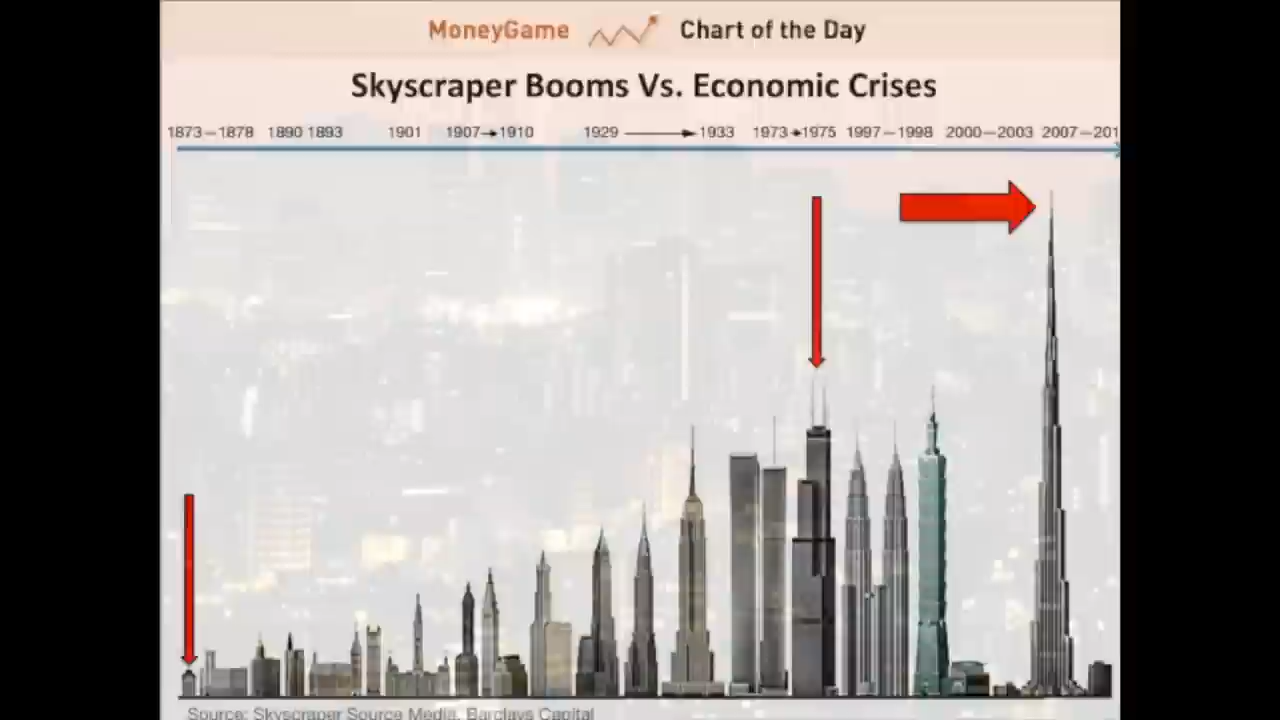 MoneyGame Chart of the Day
Skyscraper Booms Vs. Economic Crises
1873—1878 1890 1893 1901 1907→1910 1929 → 1933 1973→1975 1997—1998 2000—2003 2007—201
Source: Skyscraper Source Media, Barclays Capital